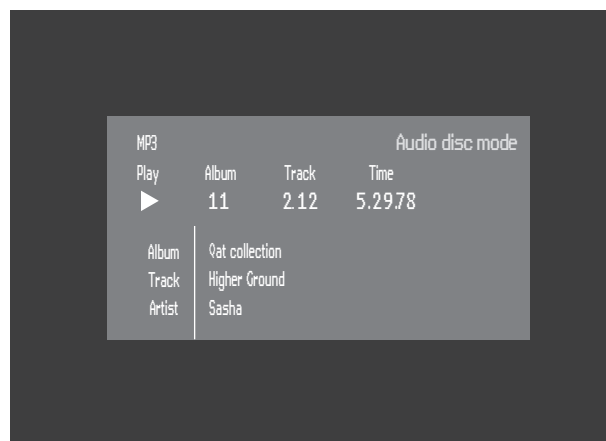 MP3 Audio disc mode
Play Album Track Time
11 2.12 5.29.78
Album Qat collection
Track Higher Ground
Artist Sasha